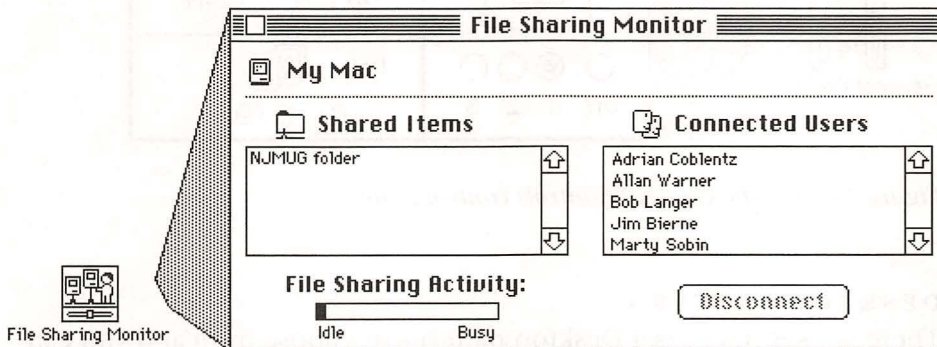 File Sharing Monitor
My Mac
Shared Items
Connected Users
NJMUG folder
Adrian Coblentz
Allan Warner
Bob Langer
Jim Bierne
Marty Sobin
File Sharing Activity:
Idle
Busy
Disconnect
File Sharing Monitor